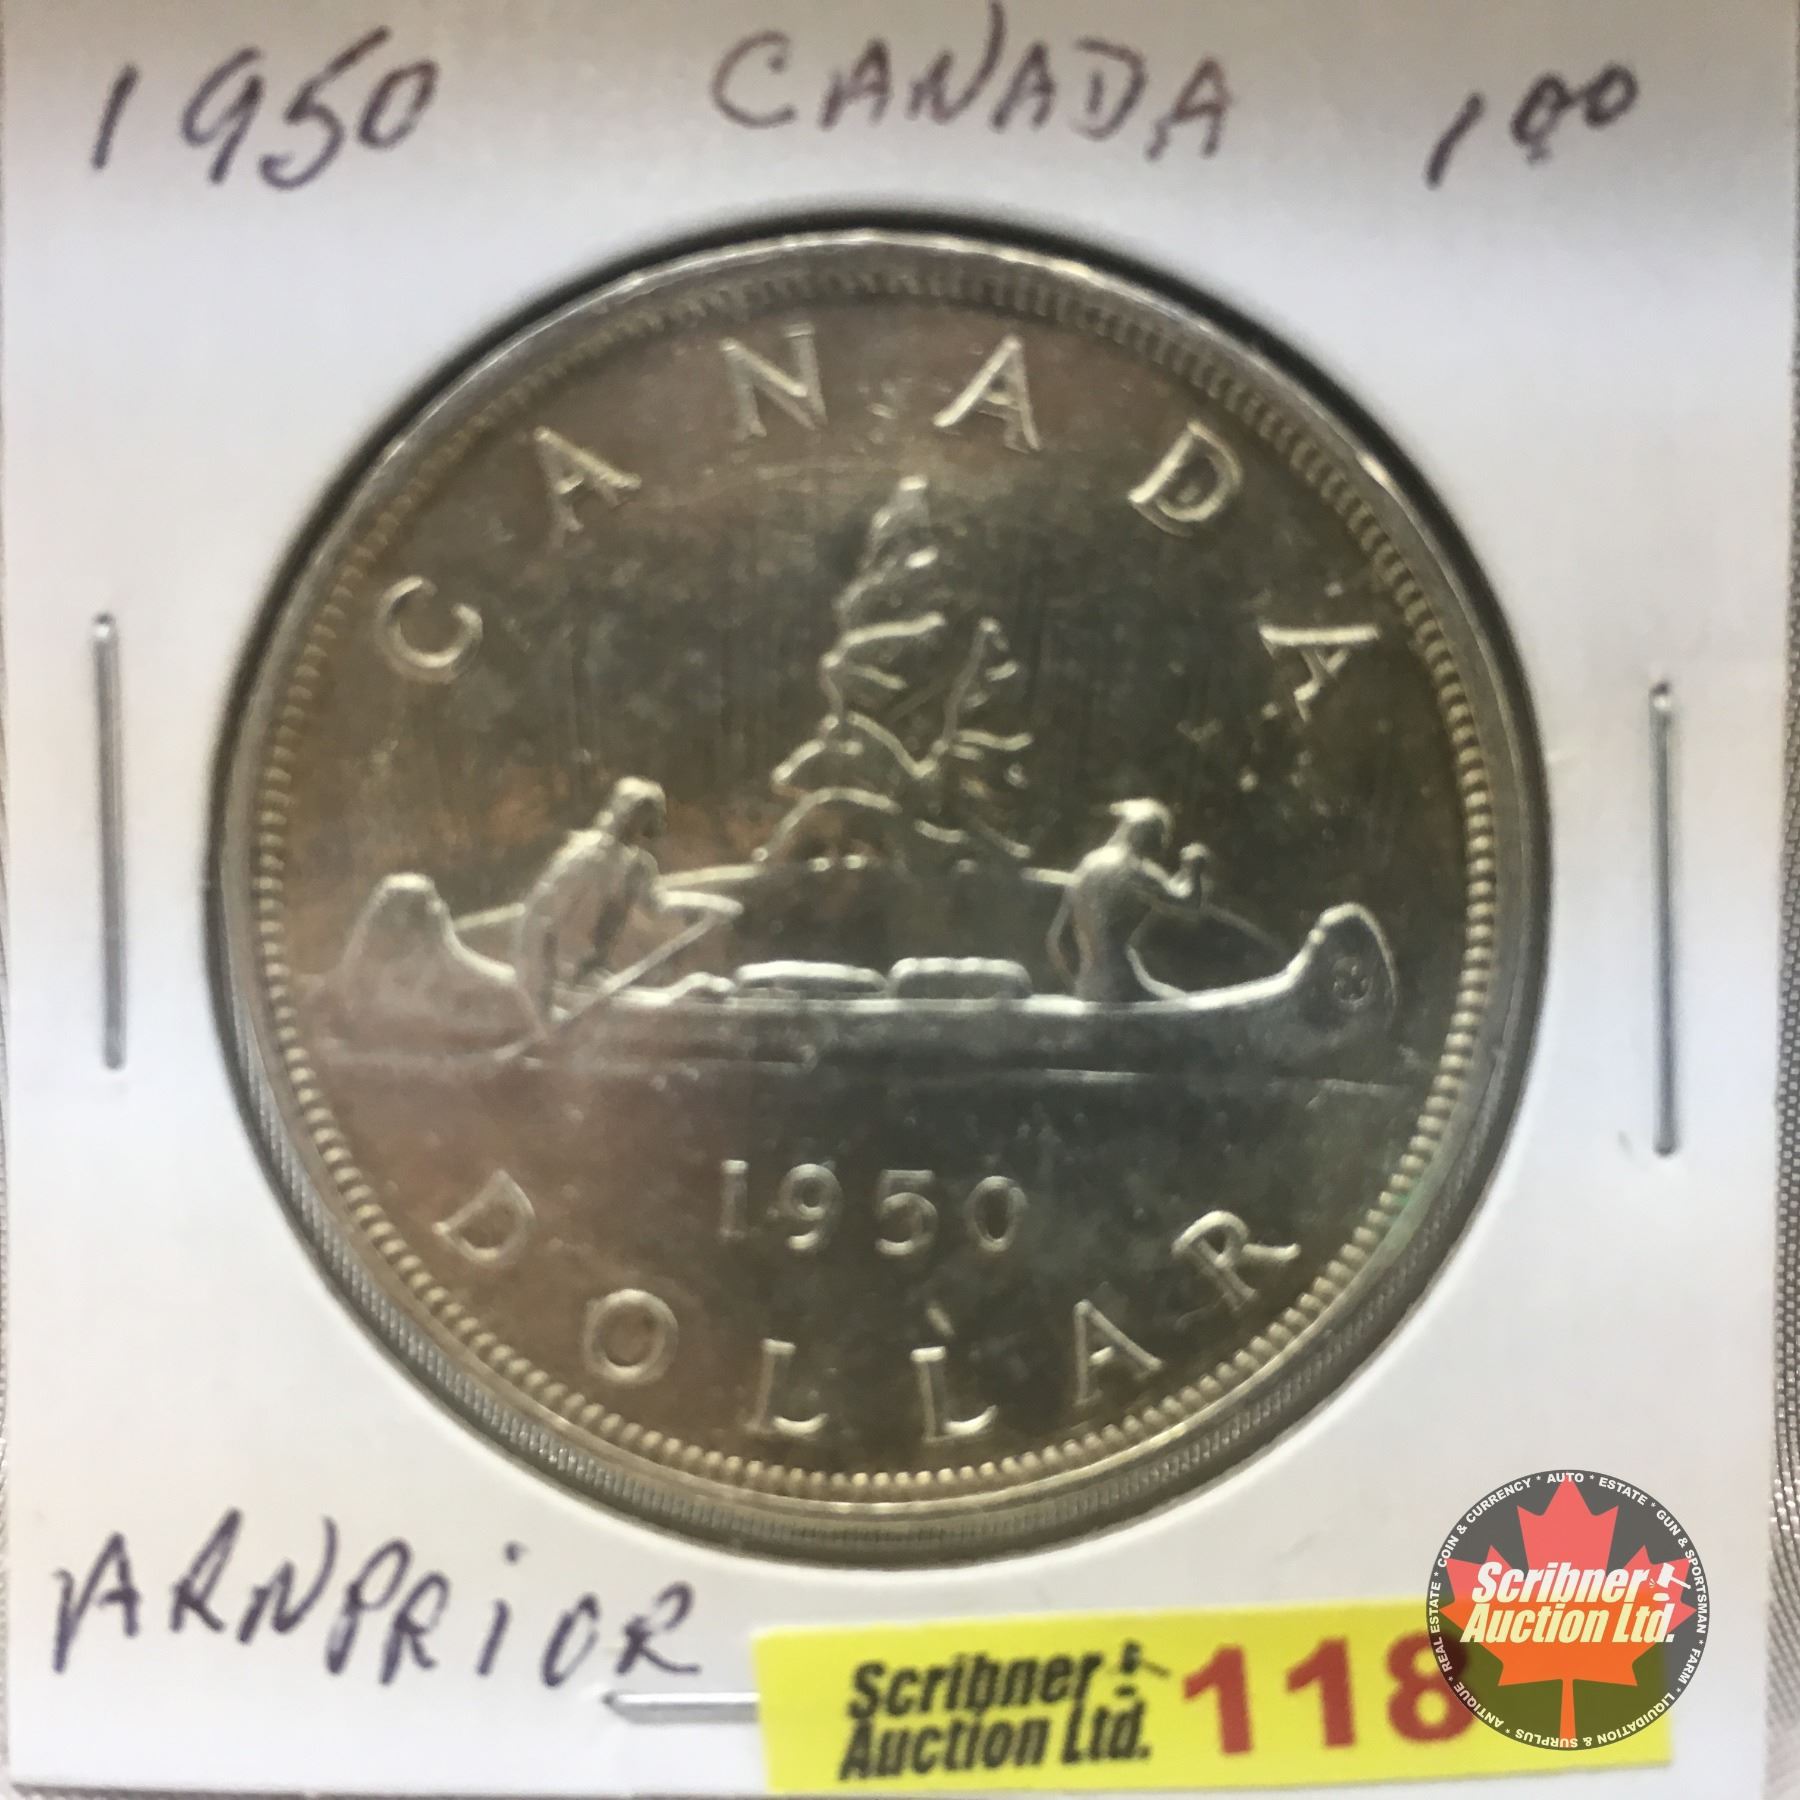 1950 CANADA 1.00
CANADA
1950
DOLLAR
ARNPRiOR
Scribner
Auction Ltd.
118
Scribner
Auction Ltd.
COIN & CURRENCY * AUTO * ESTATE * GUN & SPORTSMAN * FARM * LIQUIDATION & SURPLUS * ANTIQUE * REAL ESTATE *